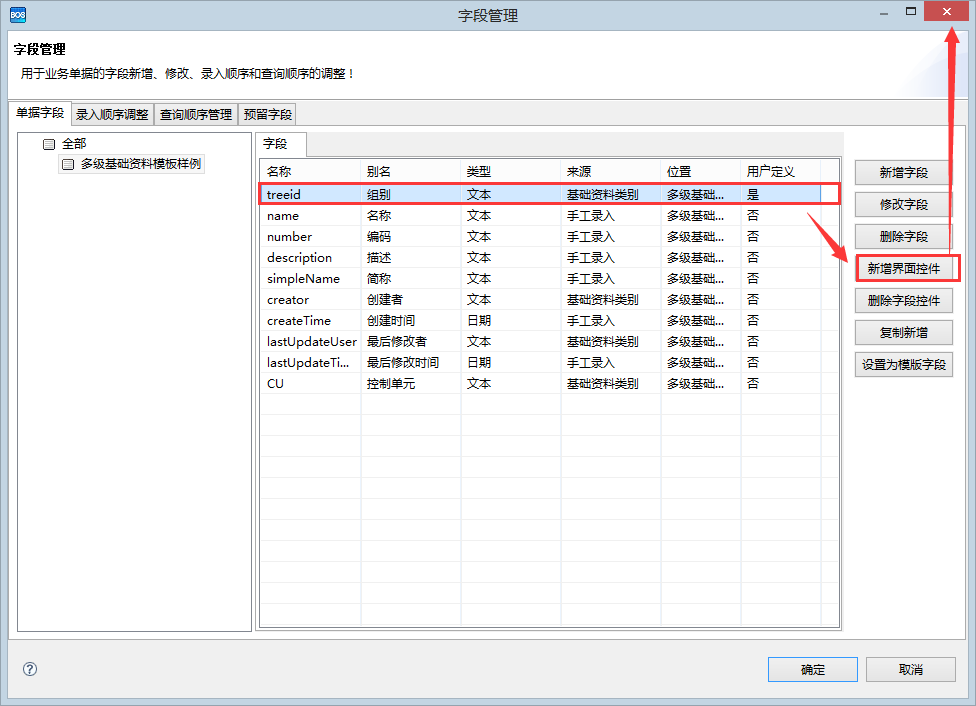 BOS 字段管理
字段管理
用于业务单据的字段新增、修改、录入顺序和查询顺序的调整！
单据字段 录入顺序调整 查询顺序管理 预留字段
全部
多级基础资料模板样例
字段
名称 别名 类型 来源 位置 用户定义
treeid 组别 文本 基础资料类别 多级基础... 是
name 名称 文本 手工录入 多级基础... 否
number 编码 文本 手工录入 多级基础... 否
description 描述 文本 手工录入 多级基础... 否
simpleName 简称 文本 手工录入 多级基础... 否
creator 创建者 文本 基础资料类别 多级基础... 否
createTime 创建时间 日期 手工录入 多级基础... 否
lastUpdateUser 最后修改者 文本 基础资料类别 多级基础... 否
lastUpdateTi... 最后修改时间 日期 手工录入 多级基础... 否
CU 控制单元 文本 基础资料类别 多级基础... 否
新增字段
修改字段
删除字段
新增界面控件
删除字段控件
复制新增
设置为模版字段
?
确定 取消